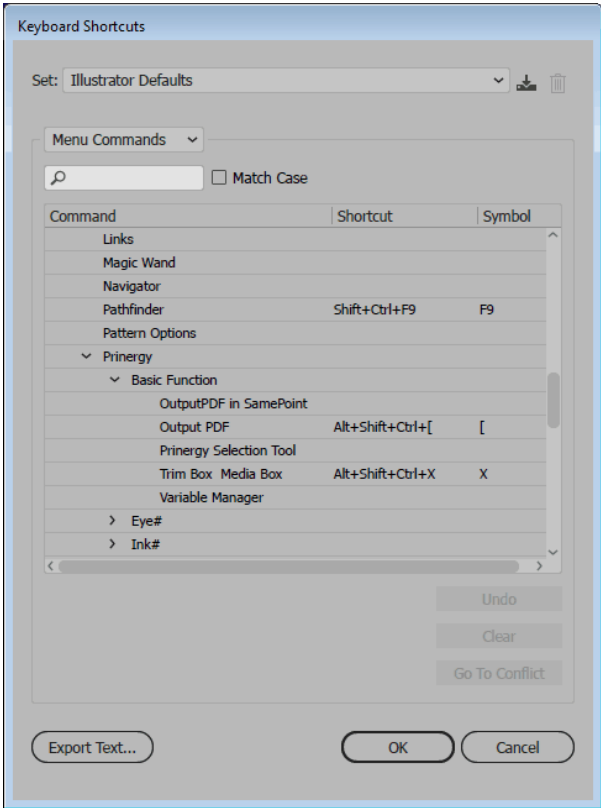 Keyboard Shortcuts
Set: Illustrator Defaults
Menu Commands
Match Case
Command Shortcut Symbol
Links
Magic Wand
Navigator
Pathfinder Shift+Ctrl+F9 F9
Pattern Options
Prinergy
Basic Function
OutputPDF in SamePoint
Output PDF Alt+Shift+Ctrl+[ [
Prinergy Selection Tool
Trim Box Media Box Alt+Shift+Ctrl+X X
Variable Manager
Eye#
Ink#
Undo
Clear
Go To Conflict
Export Text... OK Cancel